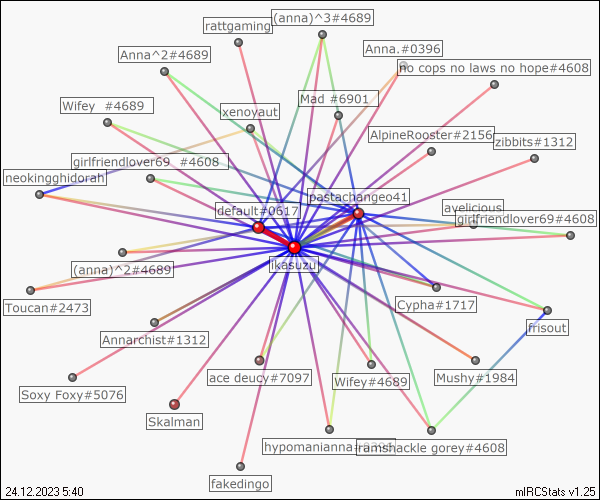 rattgaming
(anna)^3#4689
Anna^2#4689
Anna.#0396
no cops no laws no hope#4608
Wifey  #4689
xenoyaut
Mad #6901
AlpineRooster#2156
zibbits#1312
girlfriendlover69  #4608
neokingghidorah
pastachangeo41
default#0617
ayelicious
girlfriendlover69#4608
ikasuzu
(anna)^2#4689
Toucan#2473
Cypha#1717
frisout
Annarchist#1312
ace deucy#7097
Wifey#4689
Mushy#1984
Soxy Foxy#5076
Skalman
hypomanianna
ramshackle gorey#4608
fakedingo
24.12.2023 5:40
mIRCStats v1.25